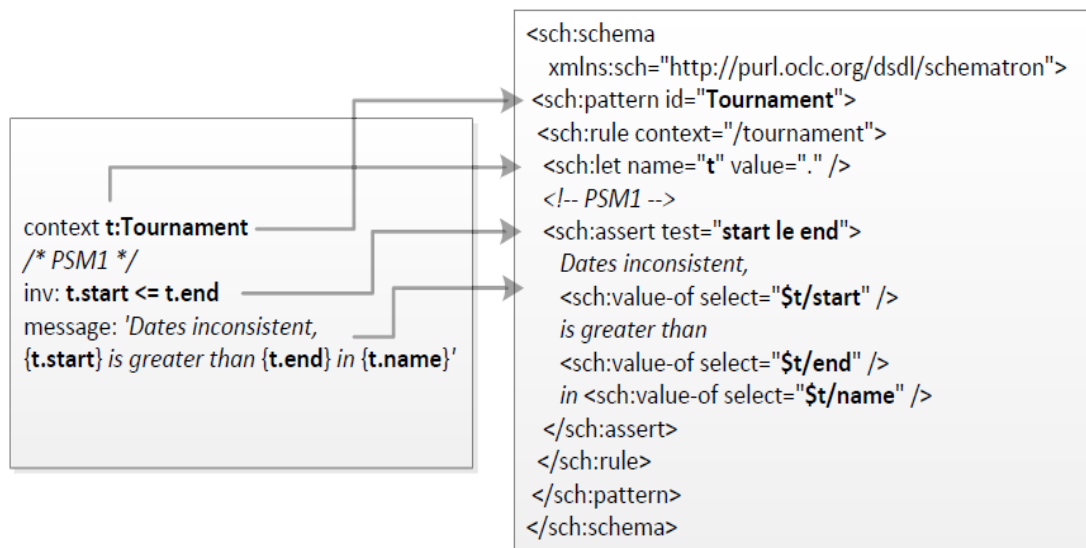 context t:Tournament
/* PSM1 */
inv: t.start <= t.end
message: 'Dates inconsistent,
{t.start} is greater than {t.end} in {t.name}'
<sch:schema
xmlns:sch="http://purl.oclc.org/dsdl/schematron">
<sch:pattern id="Tournament">
<sch:rule context="/tournament">
<sch:let name="t" value="." />
<!-- PSM1 -->
<sch:assert test="start le end">
Dates inconsistent,
<sch:value-of select="$t/start" />
is greater than
<sch:value-of select="$t/end" />
in <sch:value-of select="$t/name" />
</sch:assert>
</sch:rule>
</sch:pattern>
</sch:schema>